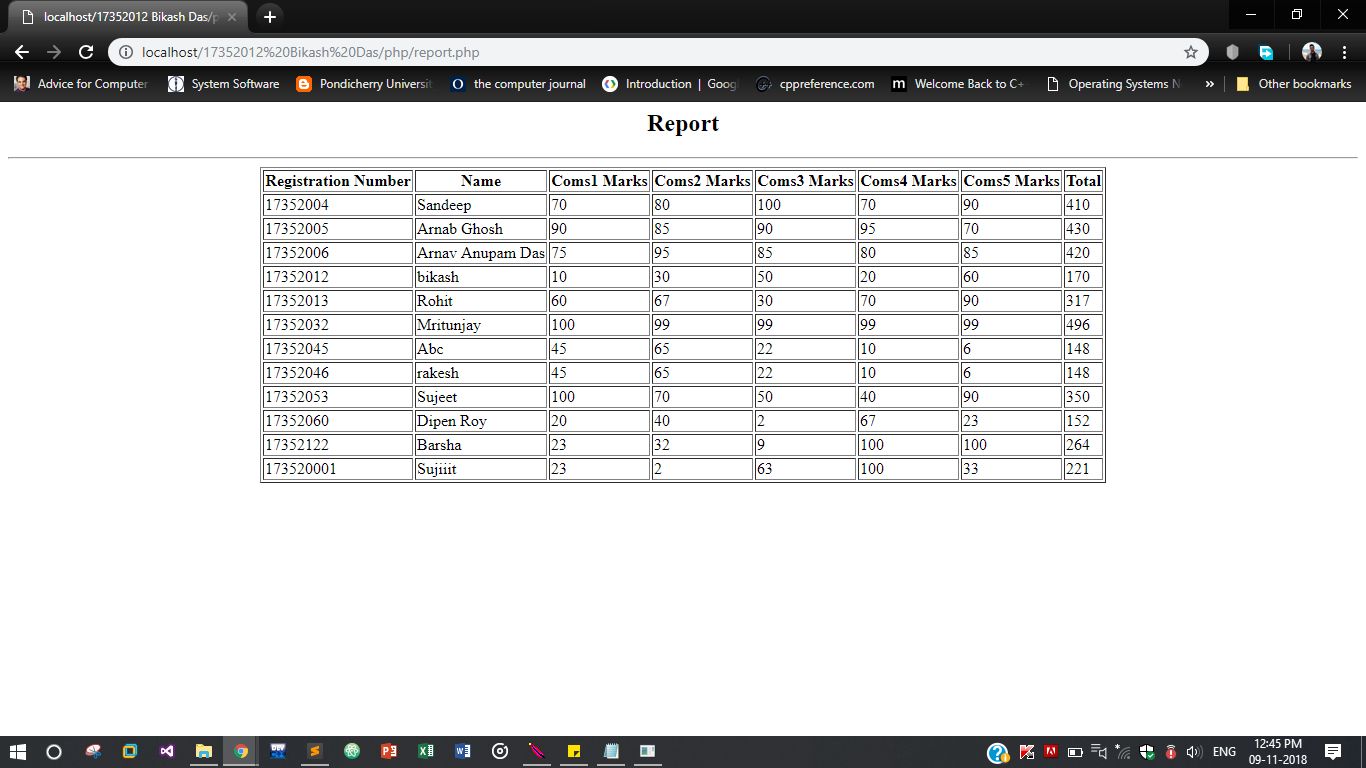 localhost/17352012 Bikash Das/p
localhost/17352012%20Bikash%20Das/php/report.php
Advice for Computer System Software Pondicherry Universit the computer journal Introduction | Goog cppreference.com Welcome Back to C+ Operating Systems N » Other bookmarks
Report
Registration Number Name Coms1 Marks Coms2 Marks Coms3 Marks Coms4 Marks Coms5 Marks Total
17352004 Sandeep 70 80 100 70 90 410
17352005 Arnab Ghosh 90 85 90 95 70 430
17352006 Arnav Anupam Das 75 95 85 80 85 420
17352012 bikash 10 30 50 20 60 170
17352013 Rohit 60 67 30 70 90 317
17352032 Mritunjay 100 99 99 99 99 496
17352045 Abc 45 65 22 10 6 148
17352046 rakesh 45 65 22 10 6 148
17352053 Sujeet 100 70 50 40 90 350
17352060 Dipen Roy 20 40 2 67 23 152
17352122 Barsha 23 32 9 100 100 264
173520001 Sujiiit 23 2 63 100 33 221
ENG
12:45 PM
09-11-2018